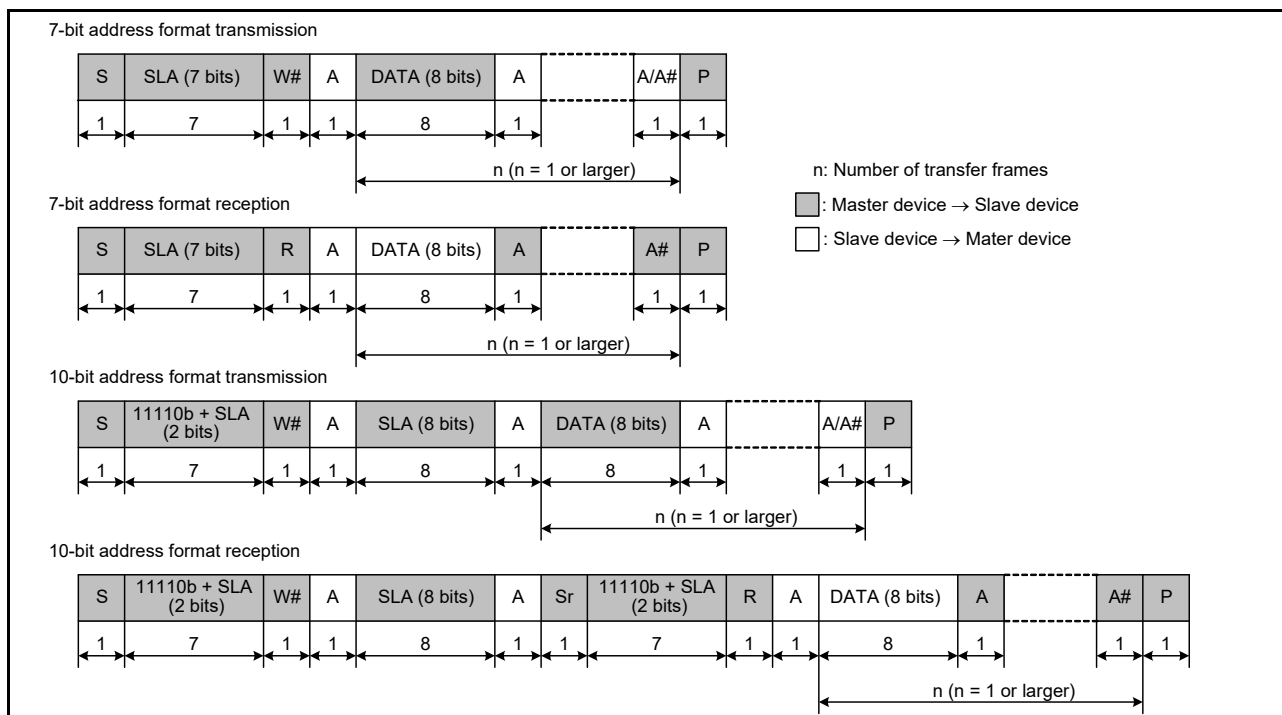 7-bit address format transmission
S SLA (7 bits) W# A DATA (8 bits) A A/A# P
1 7 1 1 8 1 1 1
n (n = 1 or larger)
n: Number of transfer frames
: Master device → Slave device
: Slave device → Mater device
7-bit address format reception
S SLA (7 bits) R A DATA (8 bits) A A# P
1 7 1 1 8 1 1 1
n (n = 1 or larger)
10-bit address format transmission
S 11110b + SLA (2 bits) W# A SLA (8 bits) A DATA (8 bits) A A/A# P
1 7 1 1 8 1 8 1 1 1
n (n = 1 or larger)
10-bit address format reception
S 11110b + SLA (2 bits) W# A SLA (8 bits) A Sr 11110b + SLA (2 bits) R A DATA (8 bits) A A# P
1 7 1 1 8 1 1 7 1 1 8 1 1 1
n (n = 1 or larger)